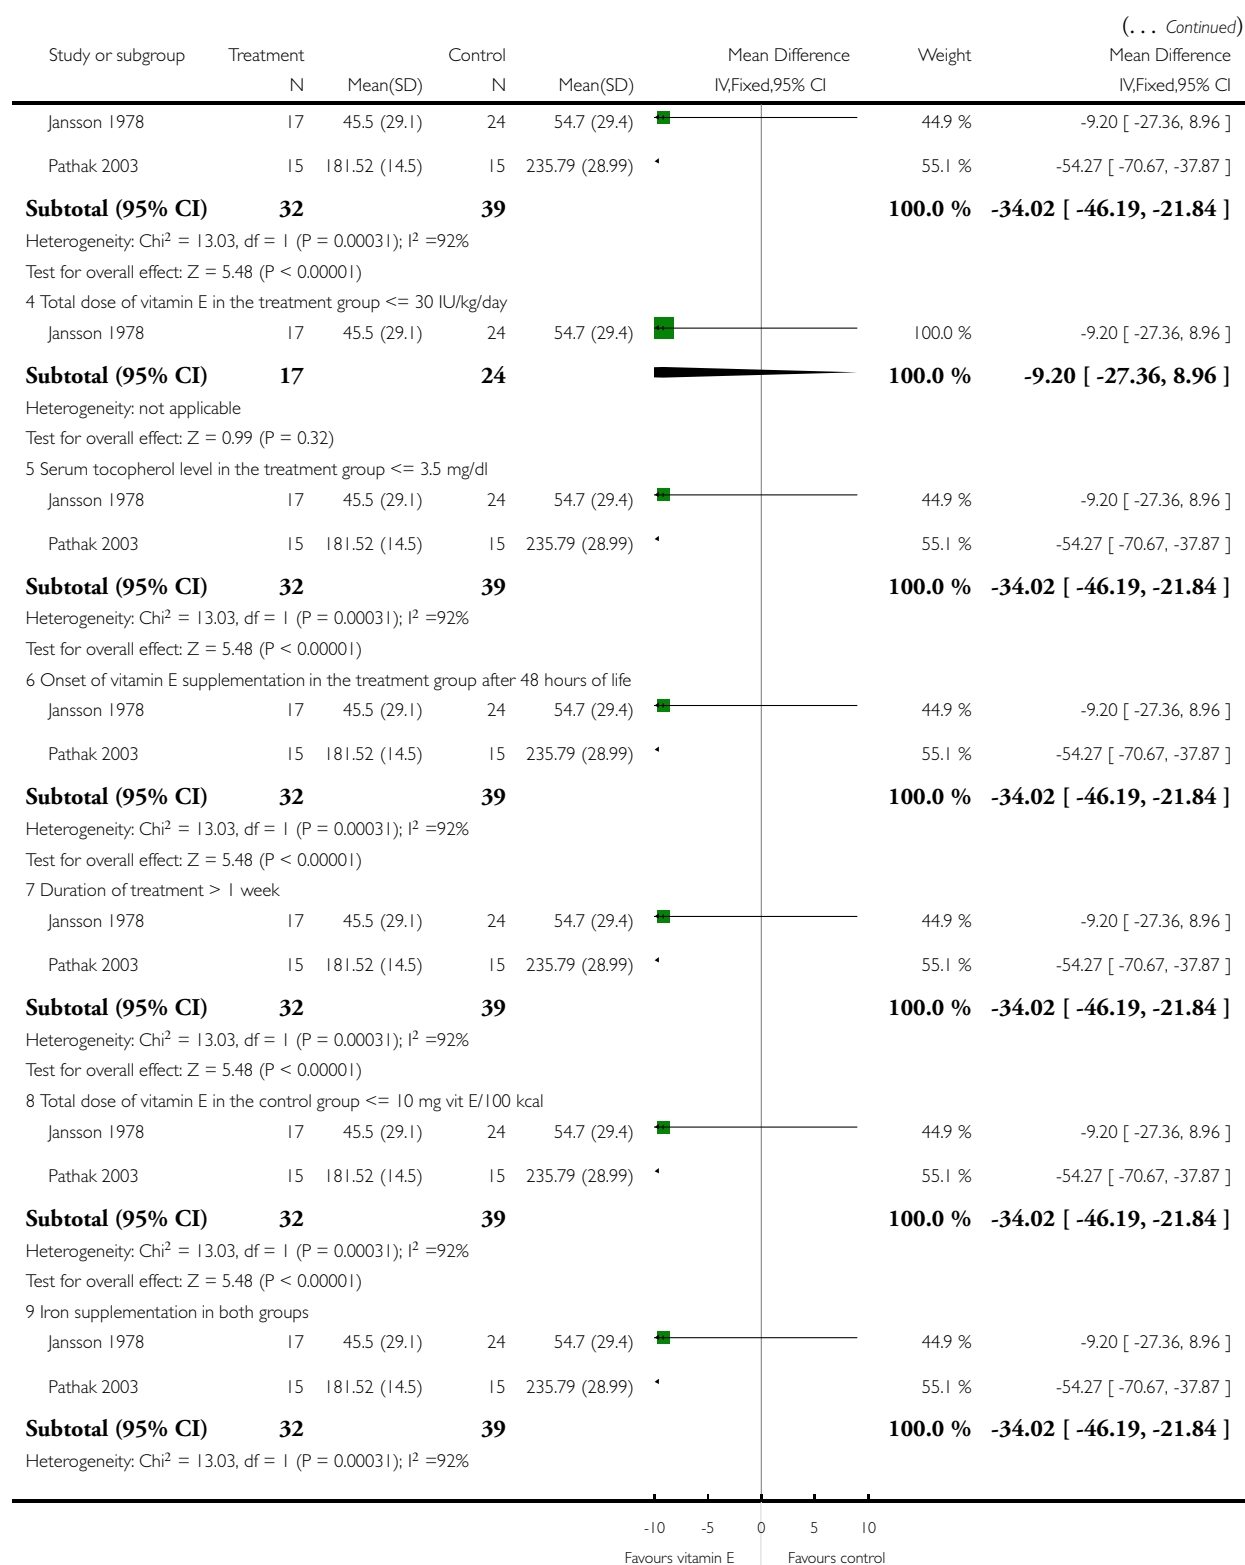 (... Continued)
Study or subgroup Treatment Control Mean Difference Weight Mean Difference
N Mean(SD) N Mean(SD) IV,Fixed,95% CI IV,Fixed,95% CI
Jansson 1978 17 45.5 (29.1) 24 54.7 (29.4) 44.9 % -9.20 [ -27.36, 8.96 ]
Pathak 2003 15 181.52 (14.5) 15 235.79 (28.99) 55.1 % -54.27 [ -70.67, -37.87 ]
Subtotal (95% CI) 32 39 100.0 % -34.02 [ -46.19, -21.84 ]
Heterogeneity: Chi² = 13.03, df = 1 (P = 0.00031); I² =92%
Test for overall effect: Z = 5.48 (P < 0.00001)
4 Total dose of vitamin E in the treatment group <= 30 IU/kg/day
Jansson 1978 17 45.5 (29.1) 24 54.7 (29.4) 100.0 % -9.20 [ -27.36, 8.96 ]
Subtotal (95% CI) 17 24 100.0 % -9.20 [ -27.36, 8.96 ]
Heterogeneity: not applicable
Test for overall effect: Z = 0.99 (P = 0.32)
5 Serum tocopherol level in the treatment group <= 3.5 mg/dl
Jansson 1978 17 45.5 (29.1) 24 54.7 (29.4) 44.9 % -9.20 [ -27.36, 8.96 ]
Pathak 2003 15 181.52 (14.5) 15 235.79 (28.99) 55.1 % -54.27 [ -70.67, -37.87 ]
Subtotal (95% CI) 32 39 100.0 % -34.02 [ -46.19, -21.84 ]
Heterogeneity: Chi² = 13.03, df = 1 (P = 0.00031); I² =92%
Test for overall effect: Z = 5.48 (P < 0.00001)
6 Onset of vitamin E supplementation in the treatment group after 48 hours of life
Jansson 1978 17 45.5 (29.1) 24 54.7 (29.4) 44.9 % -9.20 [ -27.36, 8.96 ]
Pathak 2003 15 181.52 (14.5) 15 235.79 (28.99) 55.1 % -54.27 [ -70.67, -37.87 ]
Subtotal (95% CI) 32 39 100.0 % -34.02 [ -46.19, -21.84 ]
Heterogeneity: Chi² = 13.03, df = 1 (P = 0.00031); I² =92%
Test for overall effect: Z = 5.48 (P < 0.00001)
7 Duration of treatment > 1 week
Jansson 1978 17 45.5 (29.1) 24 54.7 (29.4) 44.9 % -9.20 [ -27.36, 8.96 ]
Pathak 2003 15 181.52 (14.5) 15 235.79 (28.99) 55.1 % -54.27 [ -70.67, -37.87 ]
Subtotal (95% CI) 32 39 100.0 % -34.02 [ -46.19, -21.84 ]
Heterogeneity: Chi² = 13.03, df = 1 (P = 0.00031); I² =92%
Test for overall effect: Z = 5.48 (P < 0.00001)
8 Total dose of vitamin E in the control group <= 10 mg vit E/100 kcal
Jansson 1978 17 45.5 (29.1) 24 54.7 (29.4) 44.9 % -9.20 [ -27.36, 8.96 ]
Pathak 2003 15 181.52 (14.5) 15 235.79 (28.99) 55.1 % -54.27 [ -70.67, -37.87 ]
Subtotal (95% CI) 32 39 100.0 % -34.02 [ -46.19, -21.84 ]
Heterogeneity: Chi² = 13.03, df = 1 (P = 0.00031); I² =92%
Test for overall effect: Z = 5.48 (P < 0.00001)
9 Iron supplementation in both groups
Jansson 1978 17 45.5 (29.1) 24 54.7 (29.4) 44.9 % -9.20 [ -27.36, 8.96 ]
Pathak 2003 15 181.52 (14.5) 15 235.79 (28.99) 55.1 % -54.27 [ -70.67, -37.87 ]
Subtotal (95% CI) 32 39 100.0 % -34.02 [ -46.19, -21.84 ]
Heterogeneity: Chi² = 13.03, df = 1 (P = 0.00031); I² =92%
-10 -5 0 5 10
Favours vitamin E Favours control